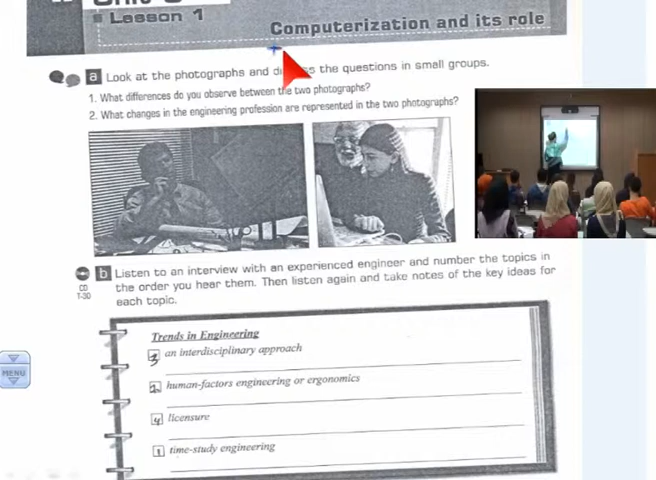 Lesson 1
Computerization and its role
a Look at the photographs and the questions in small groups.
1. What differences do you observe between the two photographs?
2. What changes in the engineering profession are represented in the two photographs?
b Listen to an interview with an experienced engineer and number the topics in
CD the order you hear them. Then listen again and take notes of the key ideas for
T-30 each topic.
Trends in Engineering
3 an interdisciplinary approach
2 human-factors engineering or ergonomics
MENU
4 licensure
1 time-study engineering